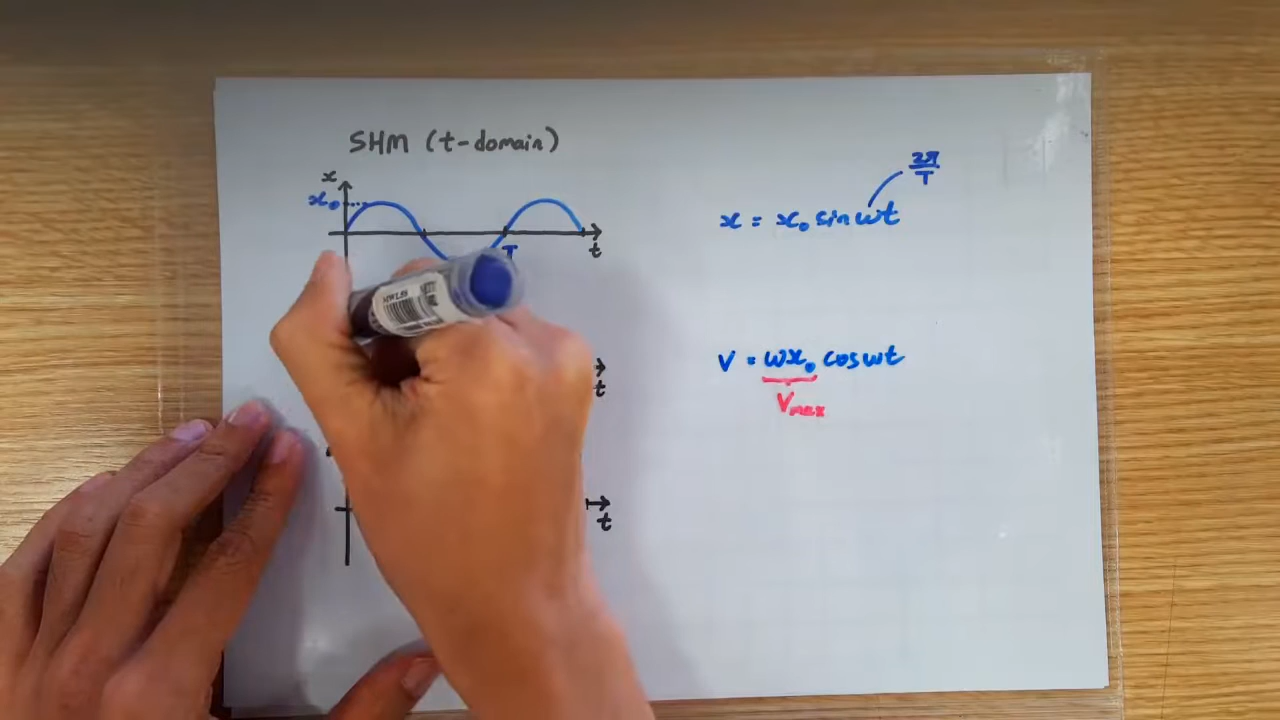 SHM (t-domain)
x
x₀
T
t
2π/T
x = x₀ sin ωt
t
v = ωx₀ cos ωt
Vmax
t